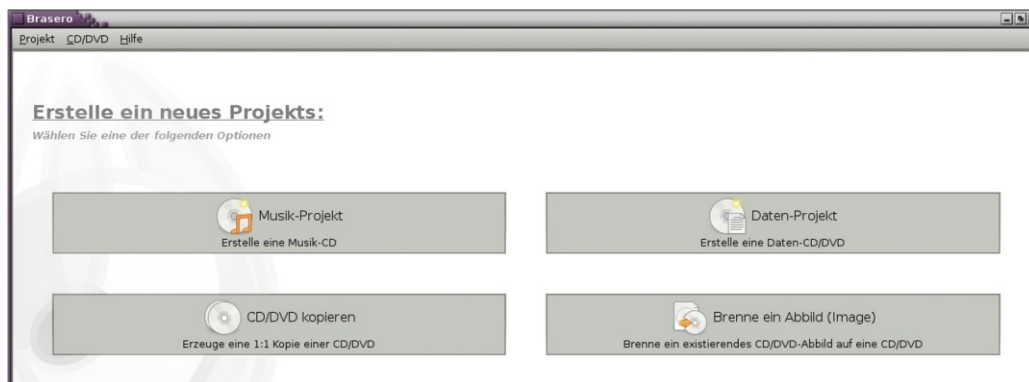 Brasero
Projekt CD/DVD Hilfe
Erstelle ein neues Projekts:
Wählen Sie eine der folgenden Optionen
Musik-Projekt
Erstelle eine Musik-CD
Daten-Projekt
Erstelle eine Daten-CD/DVD
CD/DVD kopieren
Erzeuge eine 1:1 Kopie einer CD/DVD
Brenne ein Abbild (Image)
Brenne ein existierendes CD/DVD-Abbild auf eine CD/DVD